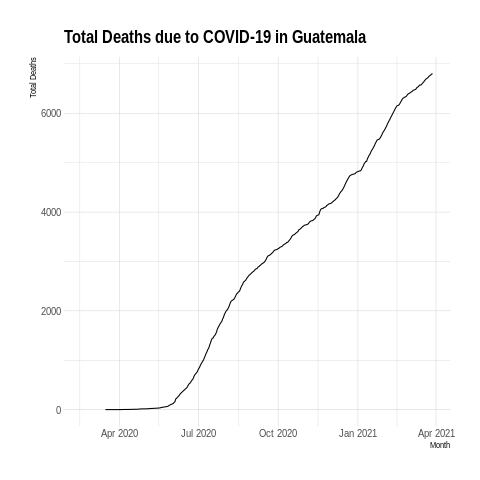 Total Deaths due to COVID-19 in Guatemala
Total Deaths
6000
4000
2000
0
Apr 2020 Jul 2020 Oct 2020 Jan 2021 Apr 2021
Month